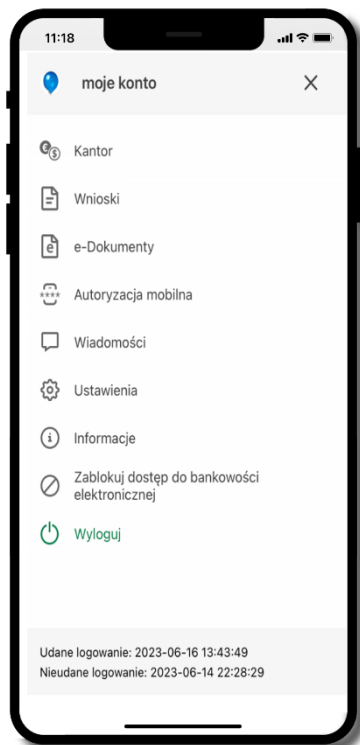 11:18
moje konto
Kantor
Wnioski
e-Dokumenty
Autoryzacja mobilna
Wiadomości
Ustawienia
Informacje
Zablokuj dostęp do bankowości
elektronicznej
Wyloguj
Udane logowanie: 2023-06-16 13:43:49
Nieudane logowanie: 2023-06-14 22:28:29